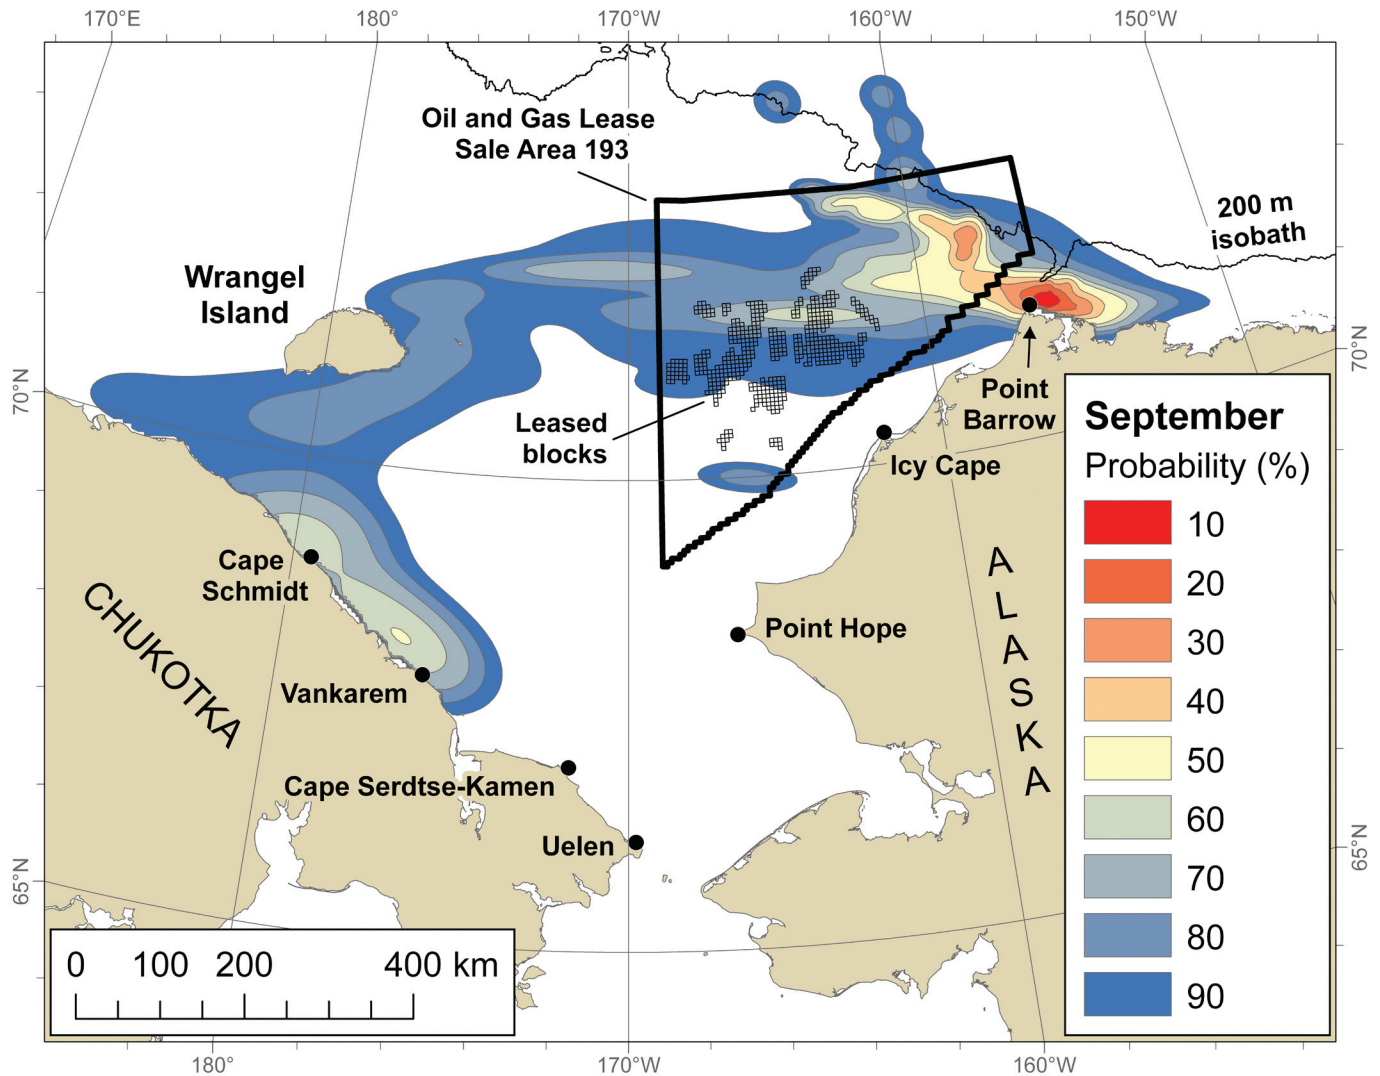 170°E
180°
170°W
160°W
150°W
Oil and Gas Lease
Sale Area 193
200 m
isobath
Wrangel
Island
70°N
70°N
Leased
blocks
Point
Barrow
Icy Cape
Cape
Schmidt
CHUKOTKA
Vankarem
Point Hope
ALASKA
Cape Serdtse-Kamen
Uelen
65°N
65°N
September
Probability (%)
10
20
30
40
50
60
70
80
90
0 100 200 400 km
180°
170°W
160°W